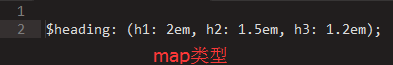 1
2 $heading: (h1: 2em, h2: 1.5em, h3: 1.2em);
map类型